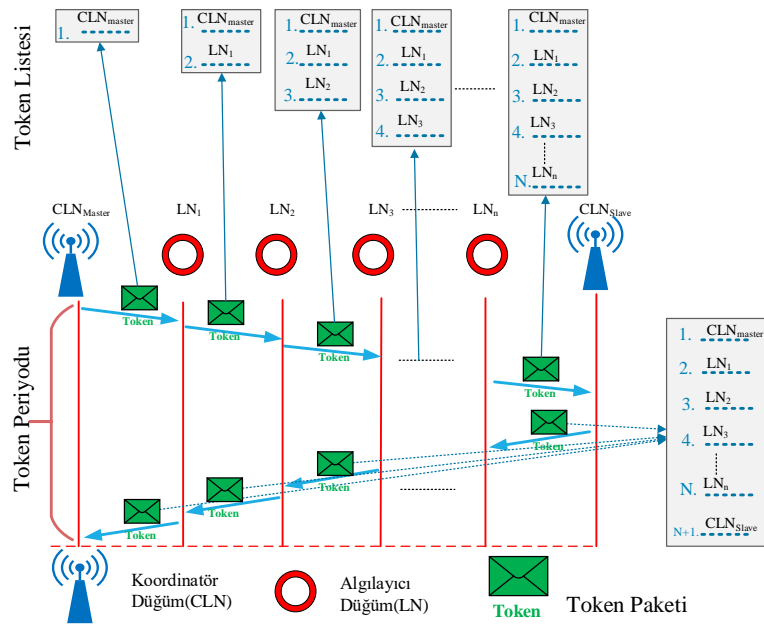 Token Listesi
CLNmaster
1.
CLNmaster
1.
LN1
2.
CLNmaster
1.
LN1
2.
LN2
3.
CLNmaster
1.
LN1
2.
LN2
3.
LN3
4.
CLNmaster
1.
LN1
2.
LN2
3.
LN3
4.
LNn
N.
CLNMaster
LN1
LN2
LN3
LNn
CLNSlave
Token Periyodu
Token
Token
Token
Token
Token
Token
Token
Token
1. CLNmaster
2. LN1
3. LN2
4. LN3
N. LNn
N+1. CLNSlave
Koordinatör
Düğüm(CLN)
Algılayıcı
Düğüm(LN)
Token
Token Paketi